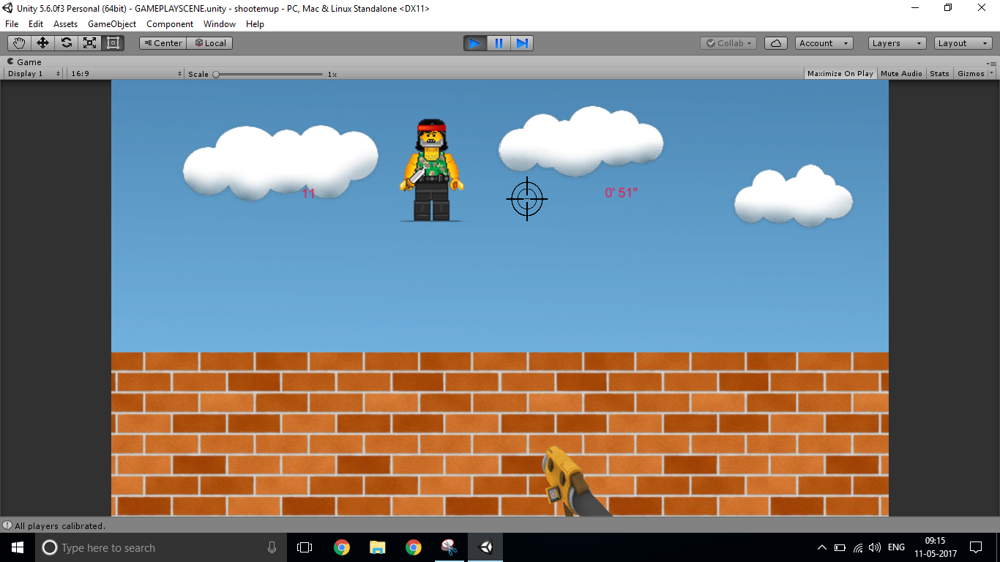 Unity 5.6.0f3 Personal (64bit) - GAMEPLAYSCENE.unity - shootemup - PC, Mac & Linux Standalone <DX11>
File Edit Assets GameObject Component Window Help
Center Local Collab Account Layers Layout
Game
Display 1 16:9 Scale 1x Maximize On Play Mute Audio Stats Gizmos
11 0' 51"
All players calibrated.
Type here to search ENG 09:15
11-05-2017